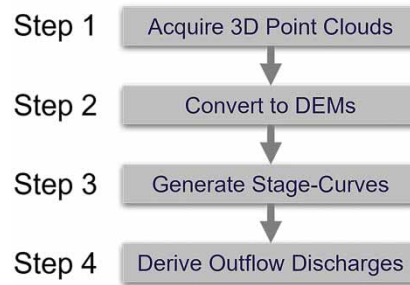 Step 1 Acquire 3D Point Clouds
Step 2 Convert to DEMs
Step 3 Generate Stage-Curves
Step 4 Derive Outflow Discharges